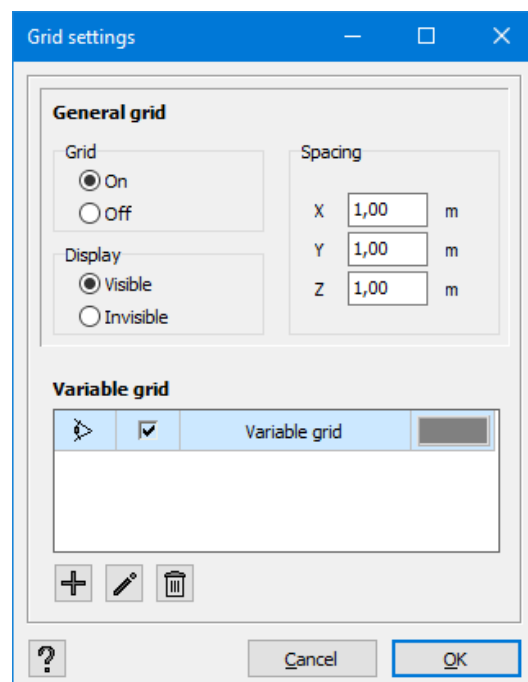 Grid settings
General grid
Grid
On
Off
Display
Visible
Invisible
Spacing
X 1,00 m
Y 1,00 m
Z 1,00 m
Variable grid
Variable grid
?
Cancel OK